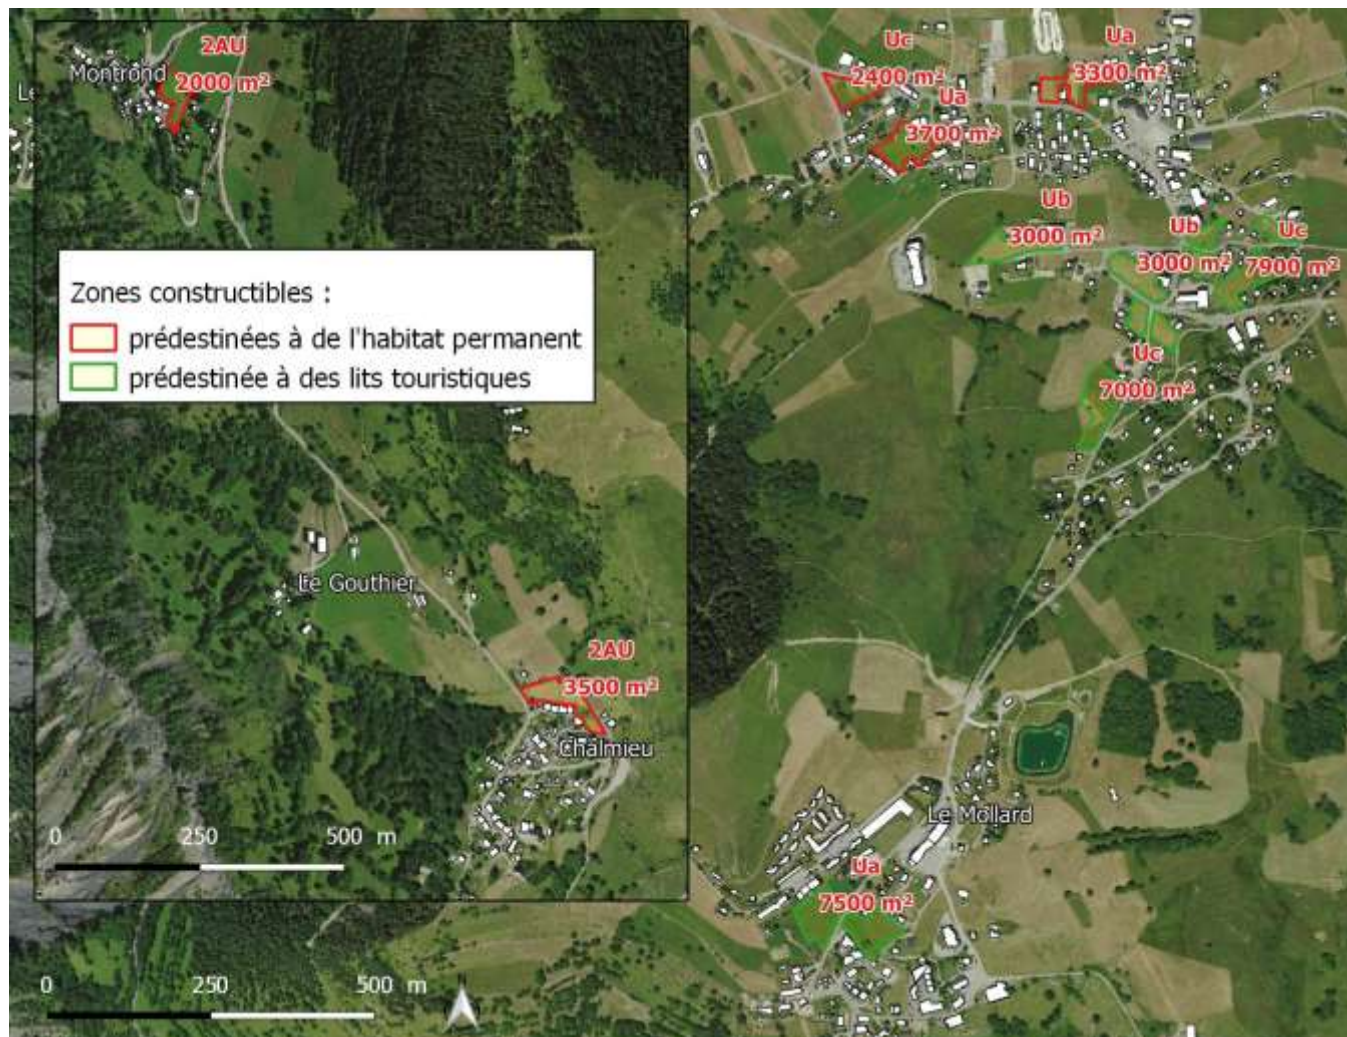 2AU
Montrond
2000 m²
Le
Zones constructibles :
prédestinées à de l'habitat permanent
prédestinée à des lits touristiques
Le Gouthier
2AU
3500 m²
Chalmieu
0 250 500 m
0 250 500 m
Uc
Ua
2400 m²
3300 m²
Ua
3700 m²
Ub
3000 m²
Ub
Uc
3000 m²
7900 m²
Uc
7000 m²
Le Mollard
Ua
7500 m²